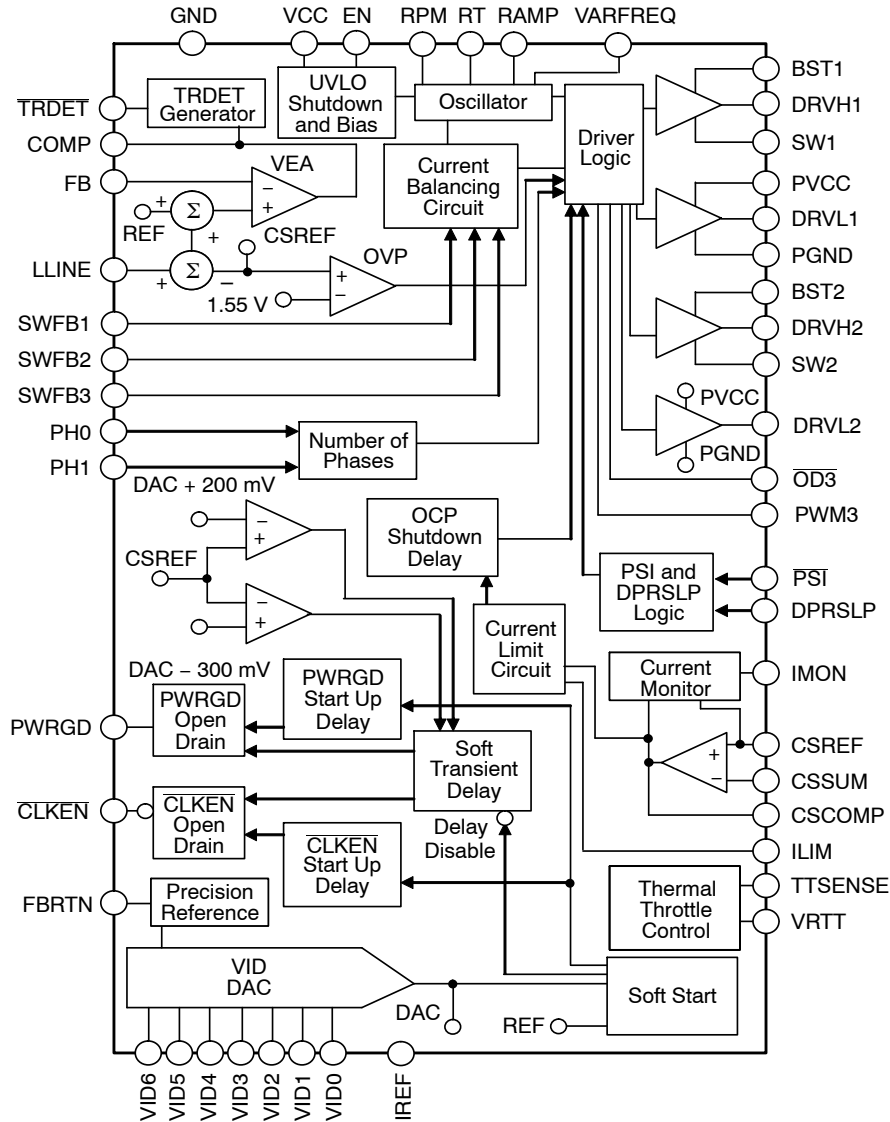 GND
VCC
EN
RPM
RT
RAMP
VARFREQ
TRDET
COMP
FB
REF
LLINE
SWFB1
SWFB2
SWFB3
PH0
PH1
TRDET
Generator
UVLO
Shutdown
and Bias
Oscillator
VEA
−
+
Σ
+
+
Σ
+
−
CSREF
1.55 V
OVP
+
−
Current
Balancing
Circuit
Driver
Logic
BST1
DRVH1
SW1
PVCC
DRVL1
PGND
BST2
DRVH2
SW2
PVCC
PGND
DRVL2
OD3
PWM3
Number of
Phases
DAC + 200 mV
−
+
CSREF
−
+
DAC − 300 mV
OCP
Shutdown
Delay
PSI and
DPRSLP
Logic
PSI
DPRSLP
Current
Limit
Circuit
Current
Monitor
IMON
+
−
CSREF
CSSUM
CSCOMP
ILIM
PWRGD
PWRGD
Open
Drain
PWRGD
Start Up
Delay
Soft
Transient
Delay
Delay
Disable
CLKEN
CLKEN
Open
Drain
CLKEN
Start Up
Delay
Thermal
Throttle
Control
TTSENSE
VRTT
FBRTN
Precision
Reference
VID
DAC
DAC
REF
Soft Start
VID6
VID5
VID4
VID3
VID2
VID1
VID0
IREF